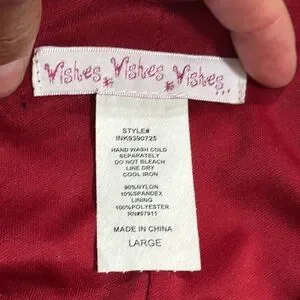 Wishes Wishes Wishes...
STYLE#
INK9390725
HAND WASH COLD
SEPARATELY
DO NOT BLEACH
LINE DRY
COOL IRON
90%NYLON
10%SPANDEX
LINING
100%POLYESTER
RN#57911
MADE IN CHINA
LARGE